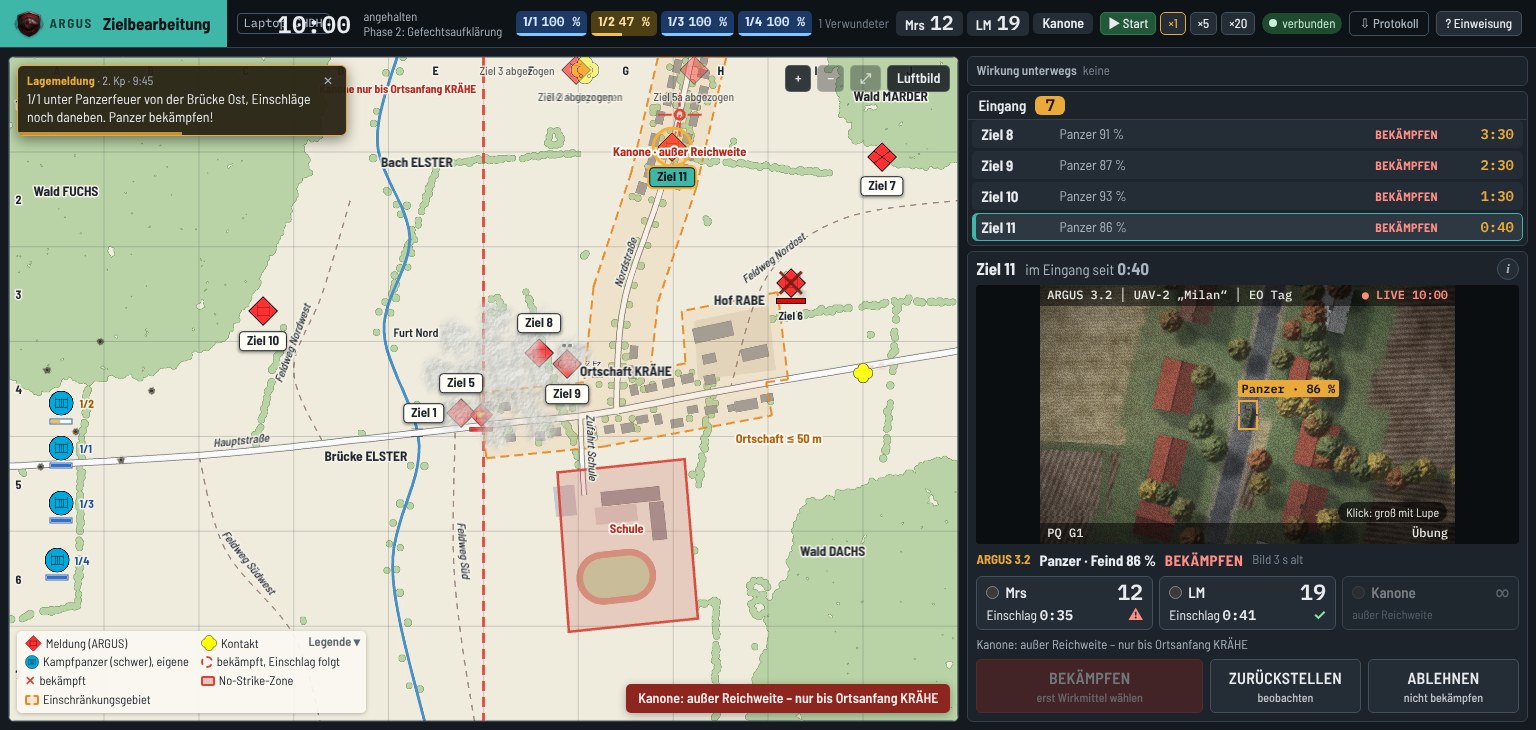 ARGUS Zielbearbeitung
10:00
angehalten
Phase 2: Gefechtsaufklärung
1/1 100 %
1/2 47 %
1/3 100 %
1/4 100 %
1 Verwundeter
Mrs 12
LM 19
Kanone
▶ Start
×1
×5
×20
verbunden
⇩ Protokoll
? Einweisung
Lagemeldung · 2. Kp · 9:45
×
1/1 unter Panzerfeuer von der Brücke Ost, Einschläge
noch daneben. Panzer bekämpfen!
E
G
H
Ziel 3 abgezogen
nur bis Ortsanfang KRÄHE
Ziel 5a abgezogen
+
−
Luftbild
Wald MARDER
Kanone · außer Reichweite
Bach ELSTER
Ziel 11
Ziel 7
Wald FUCHS
2
Nordstraße
Feldweg Nordost
3
Hof RABE
Ziel 6
Ziel 8
Furt Nord
Ziel 10
Feldweg Nordwest
Ortschaft KRÄHE
Ziel 5
Ziel 9
4
1/2
Ziel 1
Hauptstraße
Zufahrt Schule
Ortschaft ≤ 50 m
1/1
Brücke ELSTER
5
1/3
Schule
Feldweg Süd
Feldweg Südwest
Wald DACHS
1/4
6
Legende ▾
Meldung (ARGUS)
Kontakt
Kampfpanzer (schwer), eigene
bekämpft, Einschlag folgt
bekämpft
No-Strike-Zone
Einschränkungsgebiet
Kanone: außer Reichweite – nur bis Ortsanfang KRÄHE
Wirkung unterwegs keine
Eingang 7
Ziel 8 Panzer 91 % BEKÄMPFEN 3:30
Ziel 9 Panzer 87 % BEKÄMPFEN 2:30
Ziel 10 Panzer 93 % BEKÄMPFEN 1:30
Ziel 11 Panzer 86 % BEKÄMPFEN 0:40
Ziel 11 im Eingang seit 0:40
i
ARGUS 3.2 | UAV-2 „Milan“ | EO Tag
● LIVE 10:00
Panzer · 86 %
Klick: groß mit Lupe
PQ G1
Übung
ARGUS 3.2 Panzer · Feind 86 % BEKÄMPFEN Bild 3 s alt
Mrs 12
Einschlag 0:35
LM 19
Einschlag 0:41
Kanone ∞
außer Reichweite
Kanone: außer Reichweite – nur bis Ortsanfang KRÄHE
BEKÄMPFEN
erst Wirkmittel wählen
ZURÜCKSTELLEN
beobachten
ABLEHNEN
nicht bekämpfen